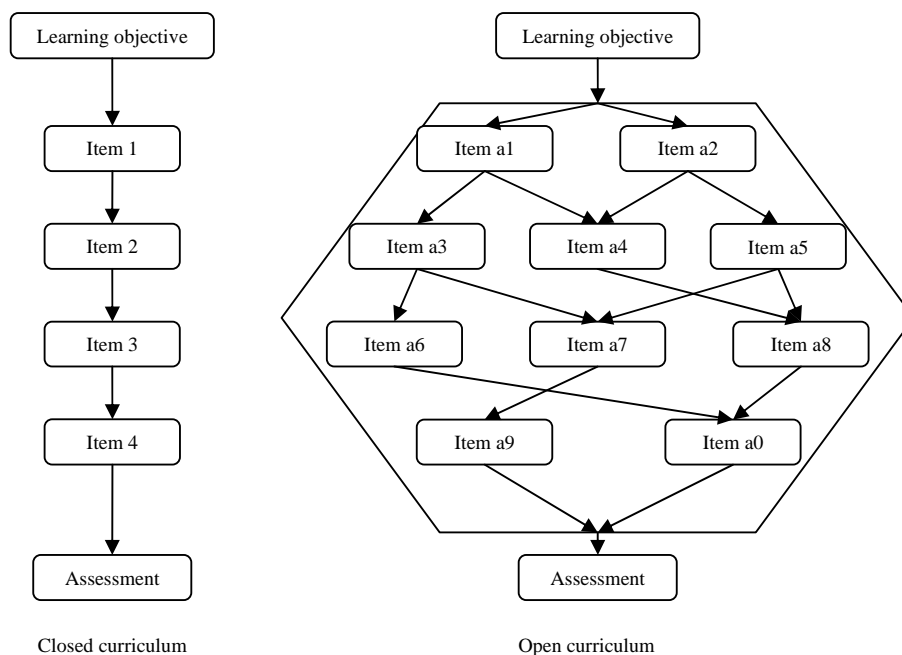 Learning objective
Item 1
Item 2
Item 3
Item 4
Assessment
Closed curriculum
Learning objective
Item a1
Item a2
Item a3
Item a4
Item a5
Item a6
Item a7
Item a8
Item a9
Item a0
Assessment
Open curriculum